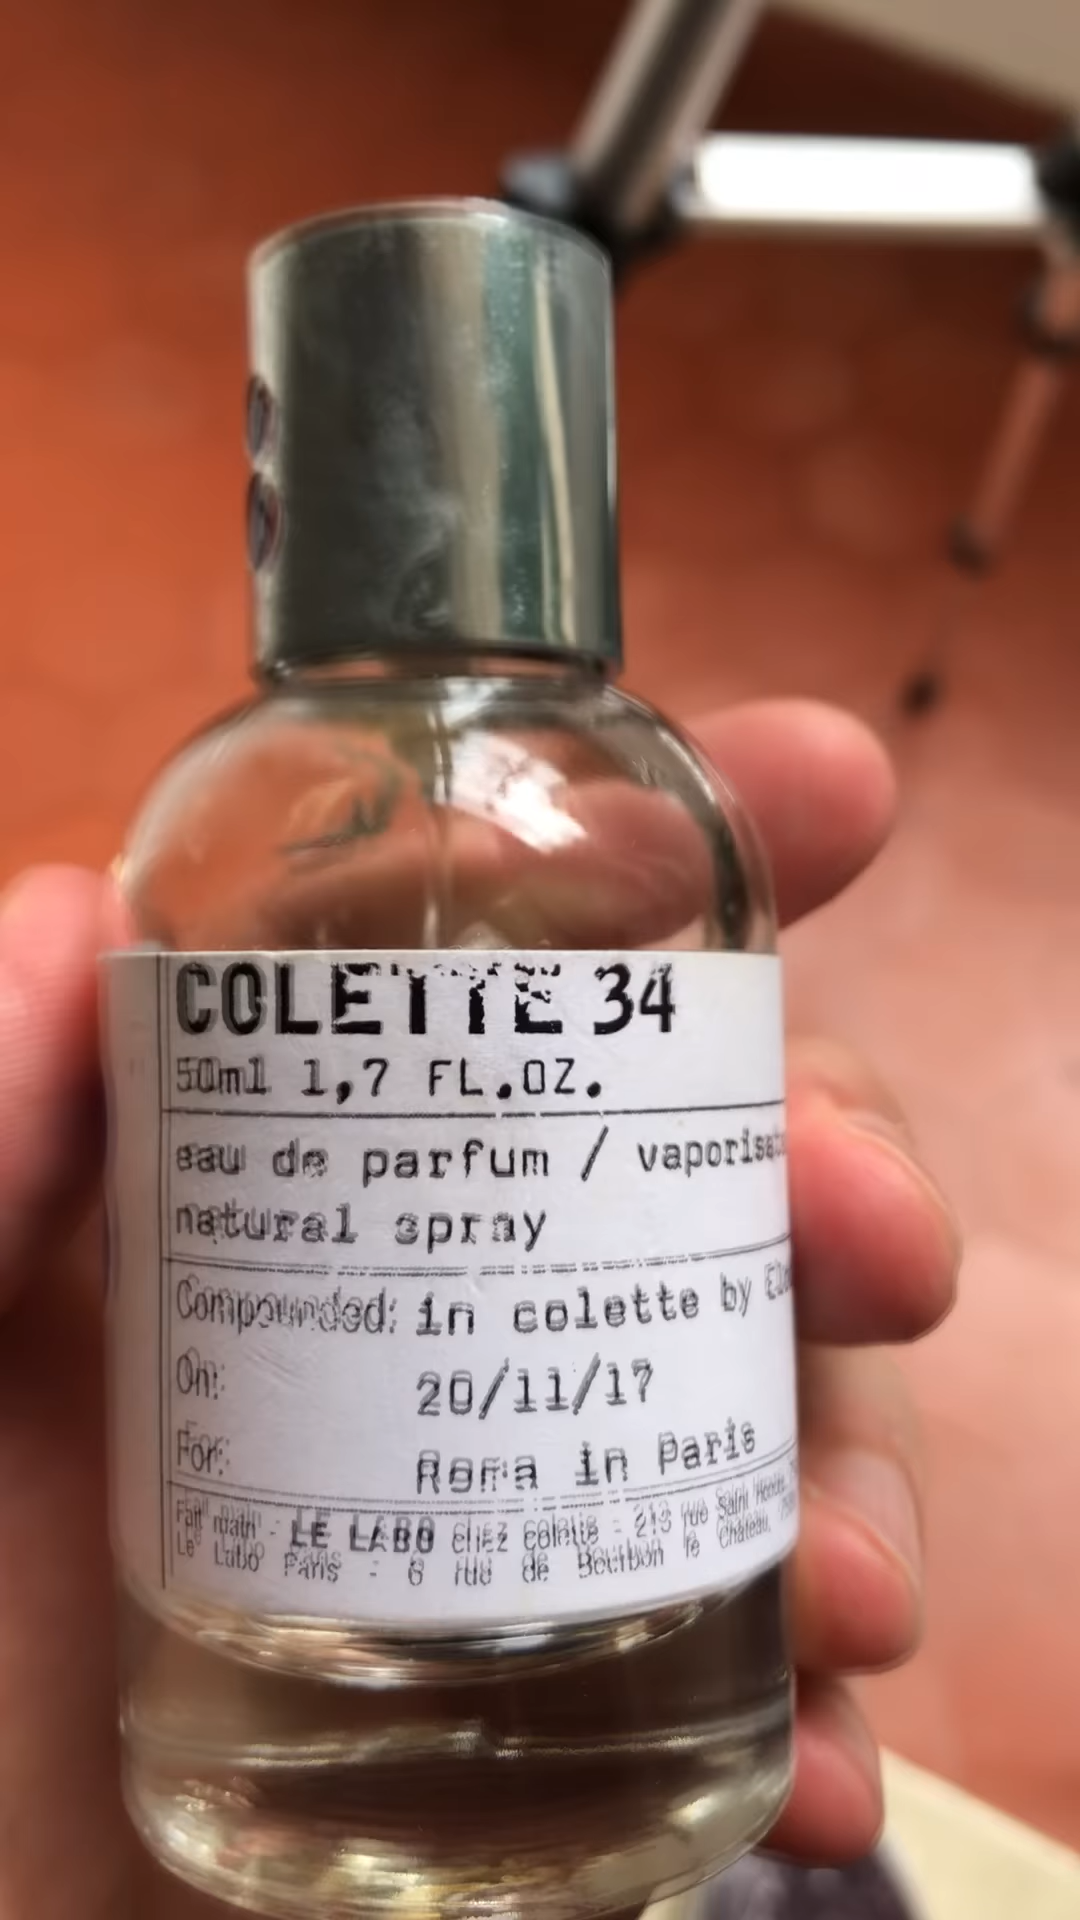 COLETTE 34
50ml 1,7 FL.OZ.
eau de parfum / vaporisat
natural spray
Compounded: in colette by
On: 20/11/17
For: Roma in Paris
Fait main - LE LABO chez colette - 213 rue Saint Honoré
Le Labo Paris - 6 rue de Bourbon le Château,